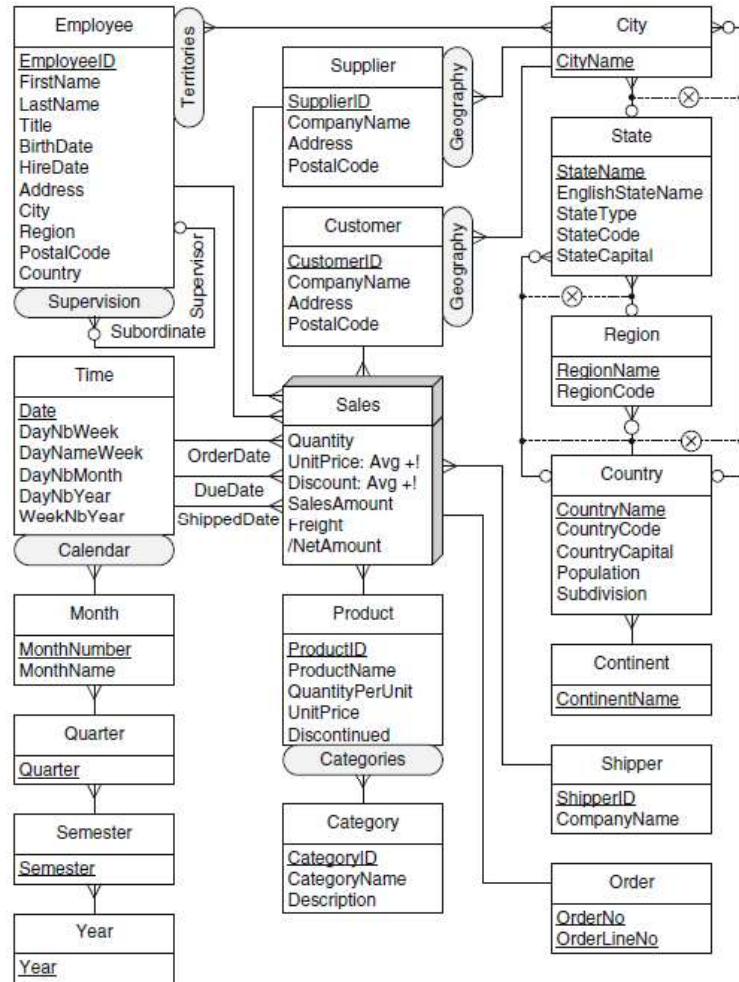 Employee
EmployeeID
FirstName
LastName
Title
BirthDate
HireDate
Address
City
Region
PostalCode
Country
Supervision
Territories
Supervisor
Subordinate
Supplier
SupplierID
CompanyName
Address
PostalCode
Geography
Customer
CustomerID
CompanyName
Address
PostalCode
Geography
City
CityName
State
StateName
EnglishStateName
StateType
StateCode
StateCapital
Region
RegionName
RegionCode
Country
CountryName
CountryCode
CountryCapital
Population
Subdivision
Continent
ContinentName
Time
Date
DayNbWeek
DayNameWeek
DayNbMonth
DayNbYear
WeekNbYear
Calendar
OrderDate
DueDate
ShippedDate
Sales
Quantity
UnitPrice: Avg +!
Discount: Avg +!
SalesAmount
Freight
/NetAmount
Month
MonthNumber
MonthName
Quarter
Quarter
Semester
Semester
Year
Year
Product
ProductID
ProductName
QuantityPerUnit
UnitPrice
Discontinued
Categories
Category
CategoryID
CategoryName
Description
Shipper
ShipperID
CompanyName
Order
OrderNo
OrderLineNo